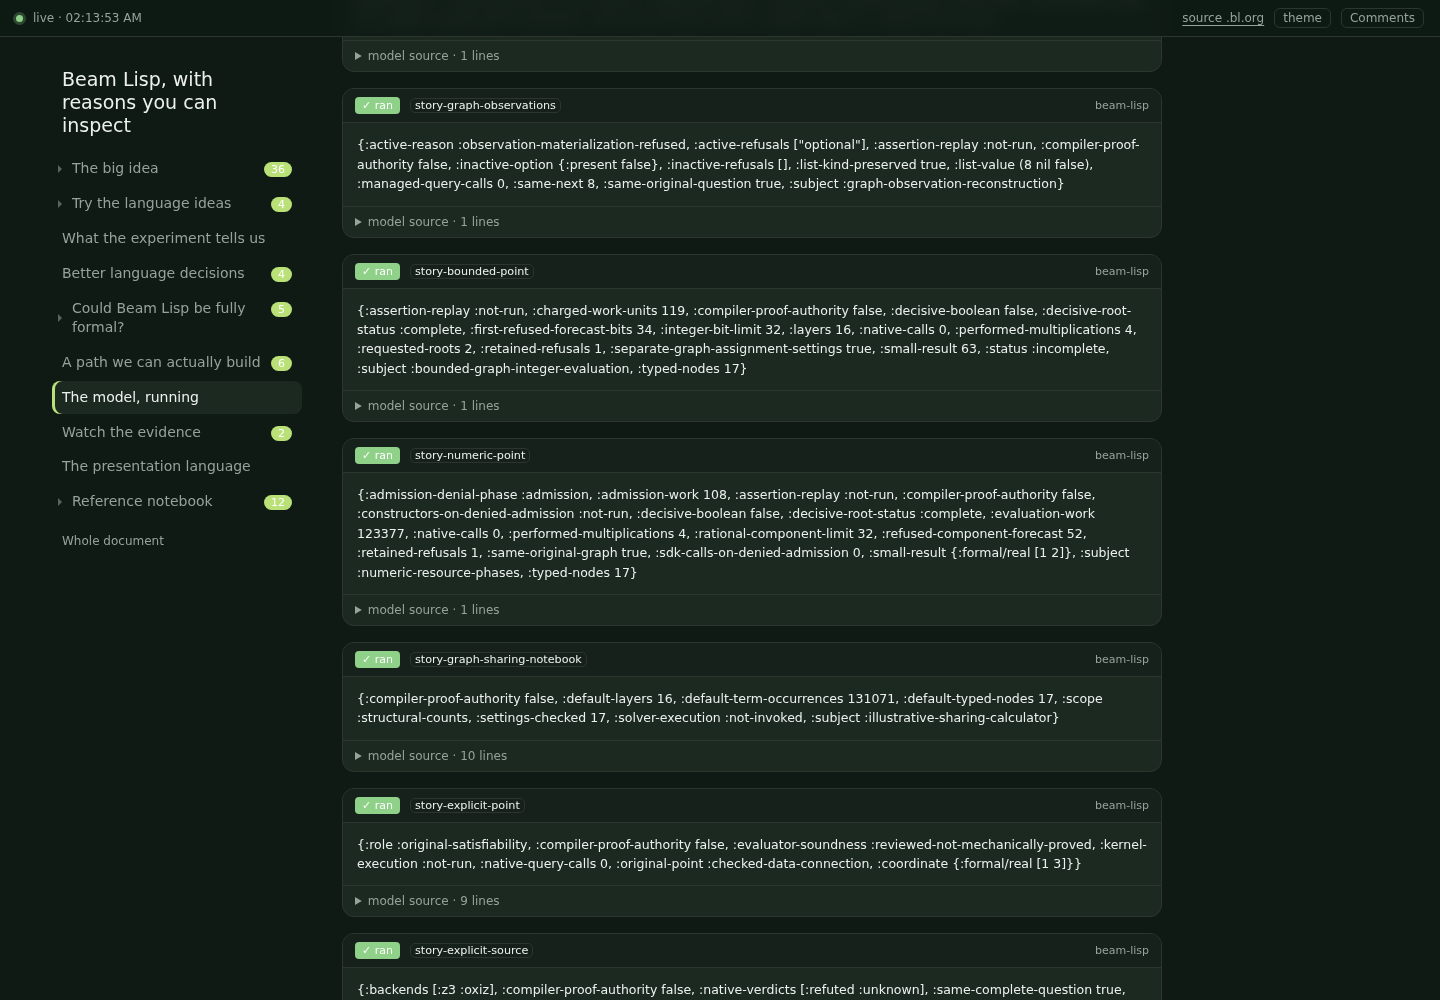 live · 02:13:53 AM
source .bl.org
theme
Comments
Beam Lisp, with
reasons you can
inspect
The big idea
36
Try the language ideas
4
What the experiment tells us
Better language decisions
4
Could Beam Lisp be fully
formal?
5
A path we can actually build
6
The model, running
Watch the evidence
2
The presentation language
Reference notebook
12
Whole document
model source · 1 lines
✓ ran
story-graph-observations
beam-lisp
{:active-reason :observation-materialization-refused, :active-refusals ["optional"], :assertion-replay :not-run, :compiler-proof-
authority false, :inactive-option {:present false}, :inactive-refusals [], :list-kind-preserved true, :list-value (8 nil false),
:managed-query-calls 0, :same-next 8, :same-original-question true, :subject :graph-observation-reconstruction}
model source · 1 lines
✓ ran
story-bounded-point
beam-lisp
{:assertion-replay :not-run, :charged-work-units 119, :compiler-proof-authority false, :decisive-boolean false, :decisive-root-
status :complete, :first-refused-forecast-bits 34, :integer-bit-limit 32, :layers 16, :native-calls 0, :performed-multiplications 4,
:requested-roots 2, :retained-refusals 1, :separate-graph-assignment-settings true, :small-result 63, :status :incomplete,
:subject :bounded-graph-integer-evaluation, :typed-nodes 17}
model source · 1 lines
✓ ran
story-numeric-point
beam-lisp
{:admission-denial-phase :admission, :admission-work 108, :assertion-replay :not-run, :compiler-proof-authority false,
:constructors-on-denied-admission :not-run, :decisive-boolean false, :decisive-root-status :complete, :evaluation-work
123377, :native-calls 0, :performed-multiplications 4, :rational-component-limit 32, :refused-component-forecast 52,
:retained-refusals 1, :same-original-graph true, :sdk-calls-on-denied-admission 0, :small-result {:formal/real [1 2]}, :subject
:numeric-resource-phases, :typed-nodes 17}
model source · 1 lines
✓ ran
story-graph-sharing-notebook
beam-lisp
{:compiler-proof-authority false, :default-layers 16, :default-term-occurrences 131071, :default-typed-nodes 17, :scope
:structural-counts, :settings-checked 17, :solver-execution :not-invoked, :subject :illustrative-sharing-calculator}
model source · 10 lines
✓ ran
story-explicit-point
beam-lisp
{:role :original-satisfiability, :compiler-proof-authority false, :evaluator-soundness :reviewed-not-mechanically-proved, :kernel-
execution :not-run, :native-query-calls 0, :original-point :checked-data-connection, :coordinate {:formal/real [1 3]}}
model source · 9 lines
✓ ran
story-explicit-source
beam-lisp
{:backends [:z3 :oxiz], :compiler-proof-authority false, :native-verdicts [:refuted :unknown], :same-complete-question true,